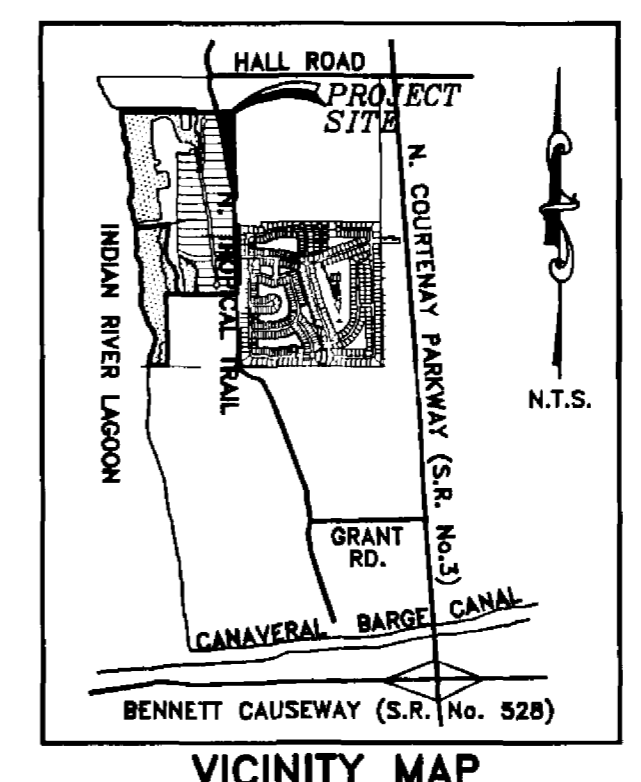 HALL ROAD
PROJECT
SITE
N. COURTENAY PARKWAY (S.R. No.3)
N. TROPICAL TRAIL
INDIAN RIVER LAGOON
N.T.S.
GRANT
RD.
CANAVERAL BARGE CANAL
BENNETT CAUSEWAY (S.R. No. 528)
VICINITY MAP